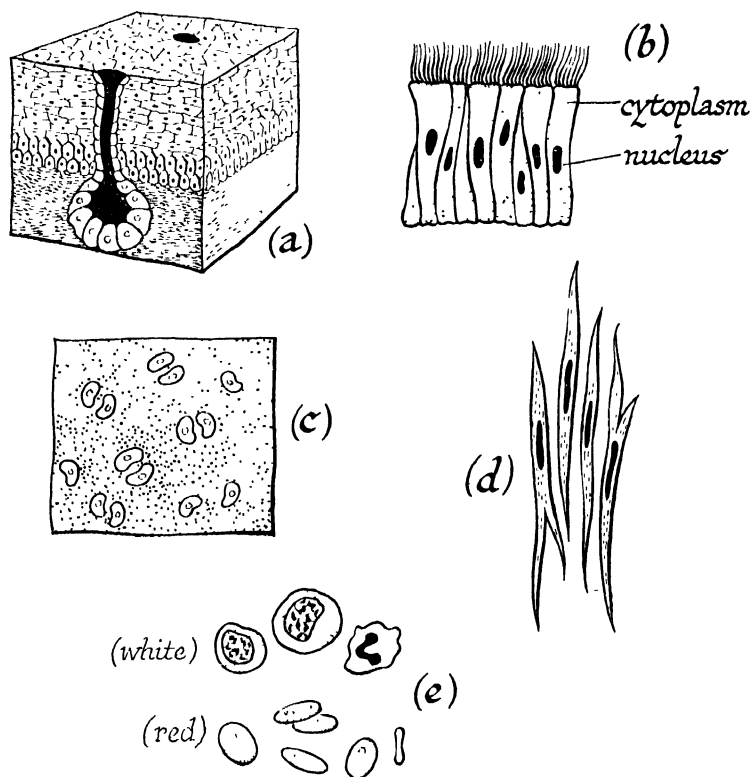 (b)
cytoplasm
nucleus
(a)
(c)
(d)
(white)
(e)
(red)